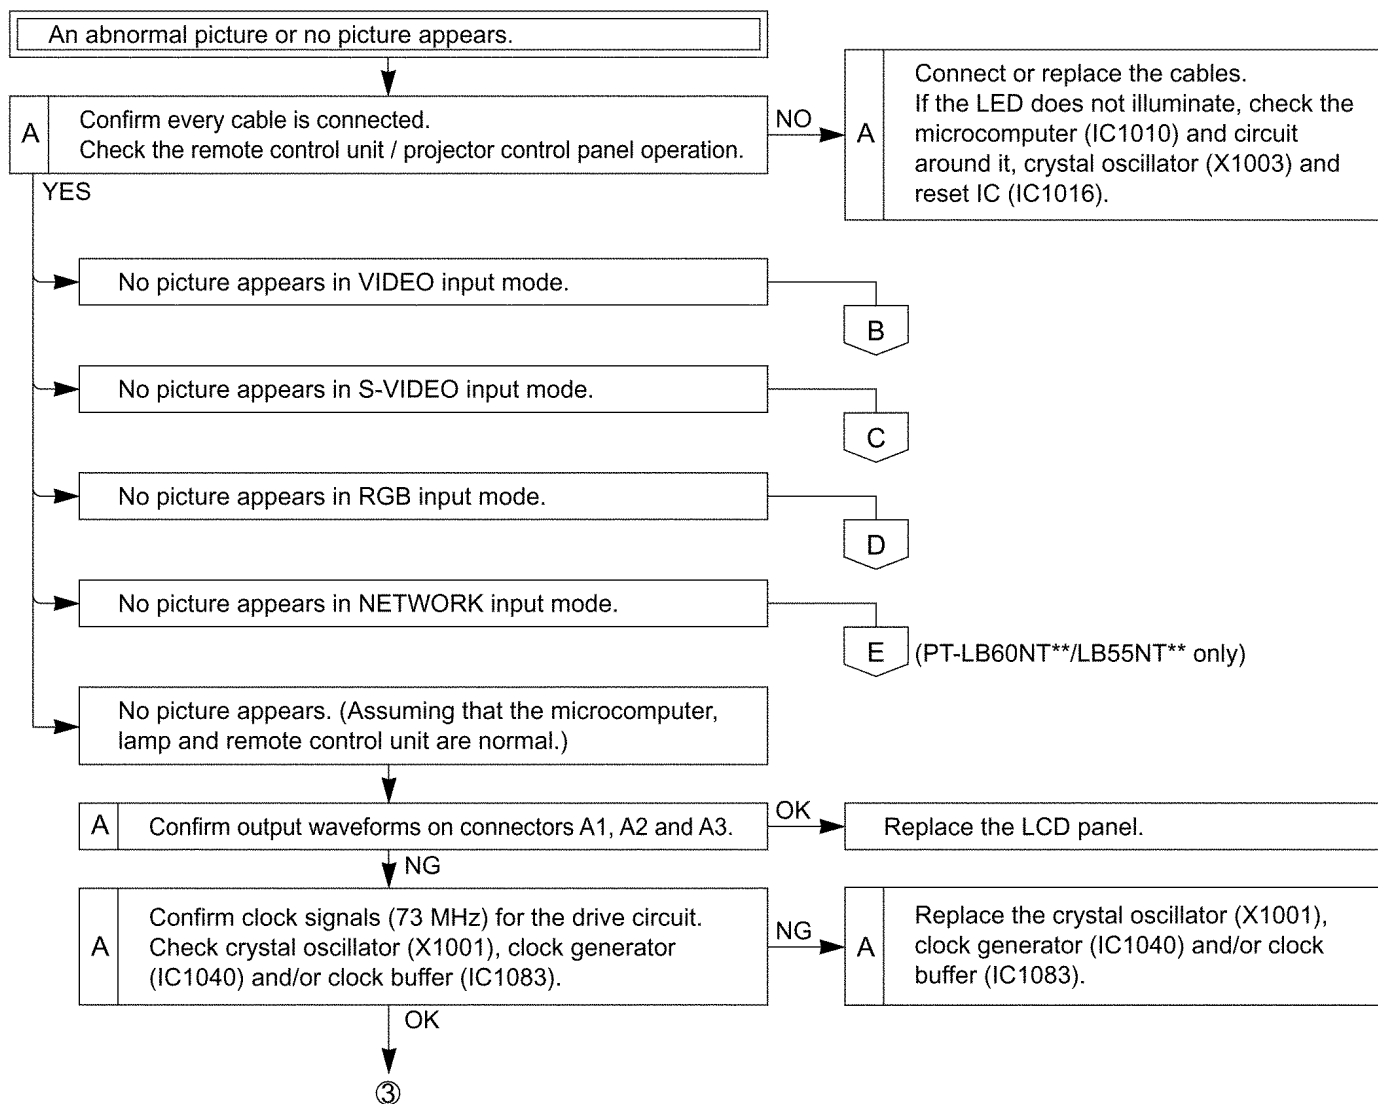 An abnormal picture or no picture appears.
A
Confirm every cable is connected.
Check the remote control unit / projector control panel operation.
NO
A
Connect or replace the cables.
If the LED does not illuminate, check the
microcomputer (IC1010) and circuit
around it, crystal oscillator (X1003) and
reset IC (IC1016).
YES
No picture appears in VIDEO input mode.
B
No picture appears in S-VIDEO input mode.
C
No picture appears in RGB input mode.
D
No picture appears in NETWORK input mode.
E
(PT-LB60NT**/LB55NT** only)
No picture appears. (Assuming that the microcomputer,
lamp and remote control unit are normal.)
A
Confirm output waveforms on connectors A1, A2 and A3.
OK
Replace the LCD panel.
NG
A
Confirm clock signals (73 MHz) for the drive circuit.
Check crystal oscillator (X1001), clock generator
(IC1040) and/or clock buffer (IC1083).
NG
A
Replace the crystal oscillator (X1001),
clock generator (IC1040) and/or clock
buffer (IC1083).
OK
③